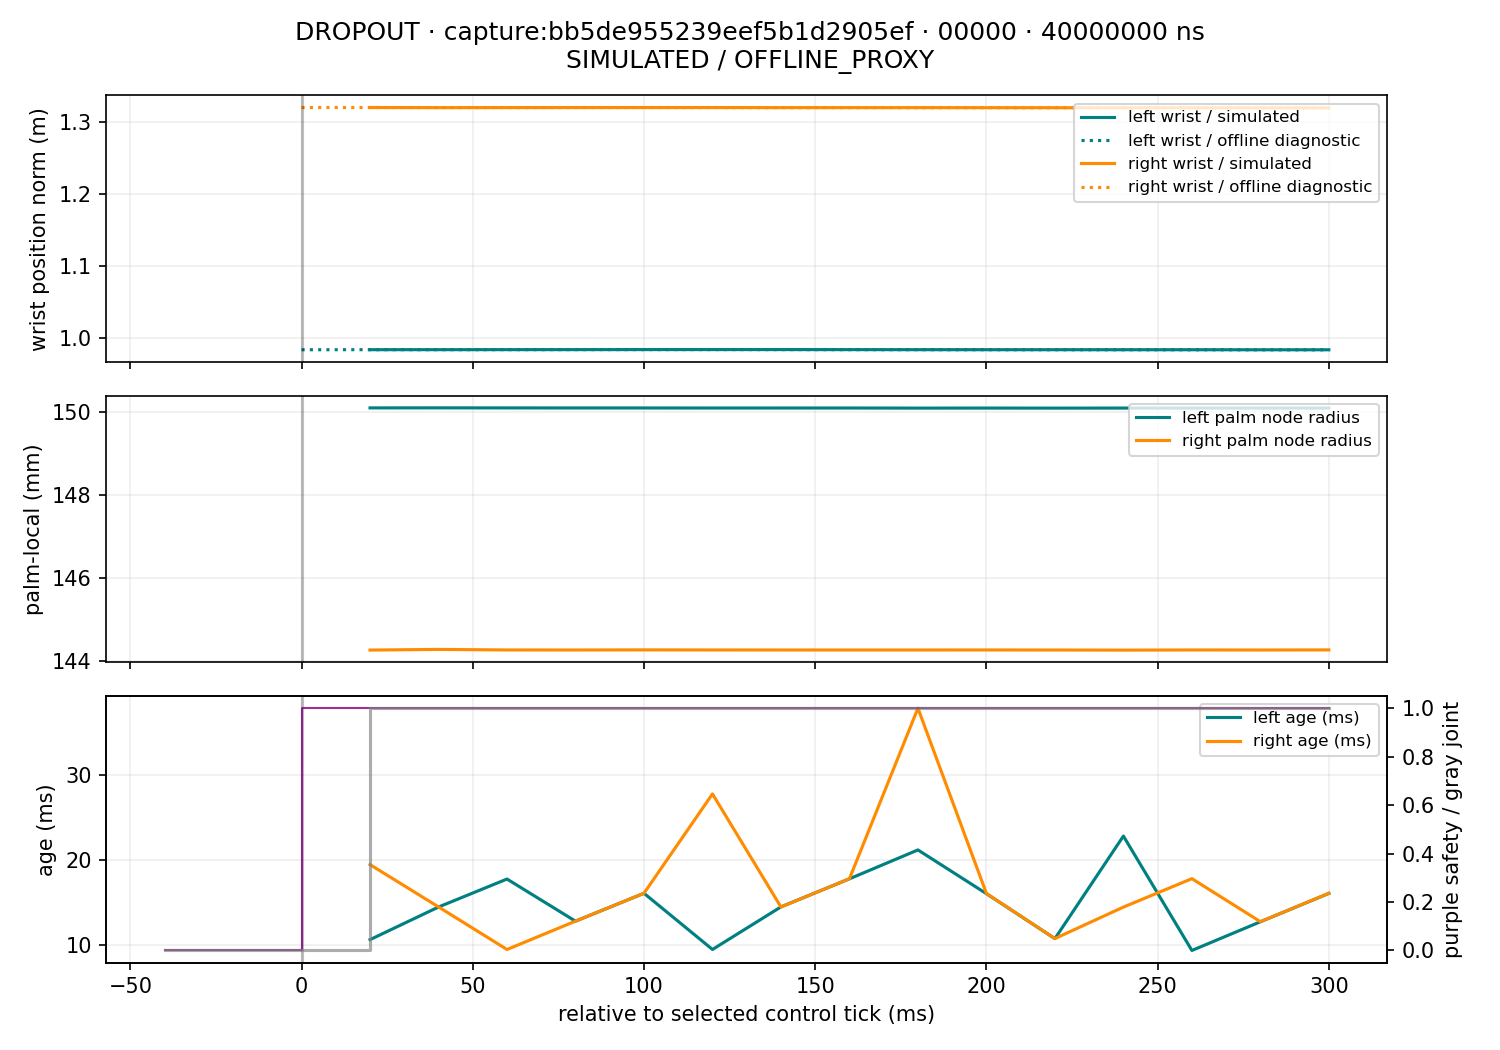 DROPOUT · capture:bb5de955239eef5b1d2905ef · 00000 · 40000000 ns
SIMULATED / OFFLINE_PROXY
wrist position norm (m)
1.3
1.2
1.1
1.0
left wrist / simulated
left wrist / offline diagnostic
right wrist / simulated
right wrist / offline diagnostic
palm-local (mm)
150
148
146
144
left palm node radius
right palm node radius
age (ms)
30
20
10
left age (ms)
right age (ms)
1.0
0.8
0.6
0.4
0.2
0.0
purple safety / gray joint
−50
0
50
100
150
200
250
300
relative to selected control tick (ms)